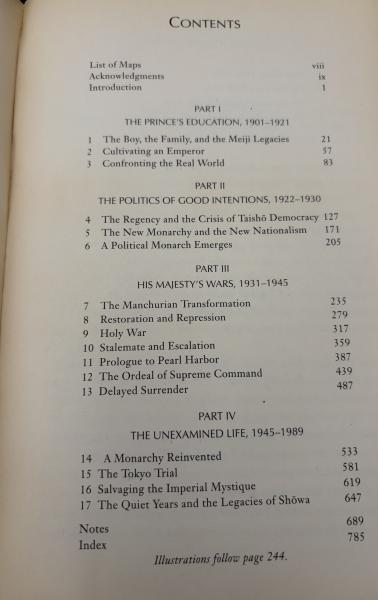 CONTENTS
List of Maps viii
Acknowledgments ix
Introduction 1
PART I
THE PRINCE'S EDUCATION, 1901–1921
1 The Boy, the Family, and the Meiji Legacies 21
2 Cultivating an Emperor 57
3 Confronting the Real World 83
PART II
THE POLITICS OF GOOD INTENTIONS, 1922–1930
4 The Regency and the Crisis of Taishō Democracy 127
5 The New Monarchy and the New Nationalism 171
6 A Political Monarch Emerges 205
PART III
HIS MAJESTY'S WARS, 1931–1945
7 The Manchurian Transformation 235
8 Restoration and Repression 279
9 Holy War 317
10 Stalemate and Escalation 359
11 Prologue to Pearl Harbor 387
12 The Ordeal of Supreme Command 439
13 Delayed Surrender 487
PART IV
THE UNEXAMINED LIFE, 1945–1989
14 A Monarchy Reinvented 533
15 The Tokyo Trial 581
16 Salvaging the Imperial Mystique 619
17 The Quiet Years and the Legacies of Shōwa 647
Notes 689
Index 785
Illustrations follow page 244.